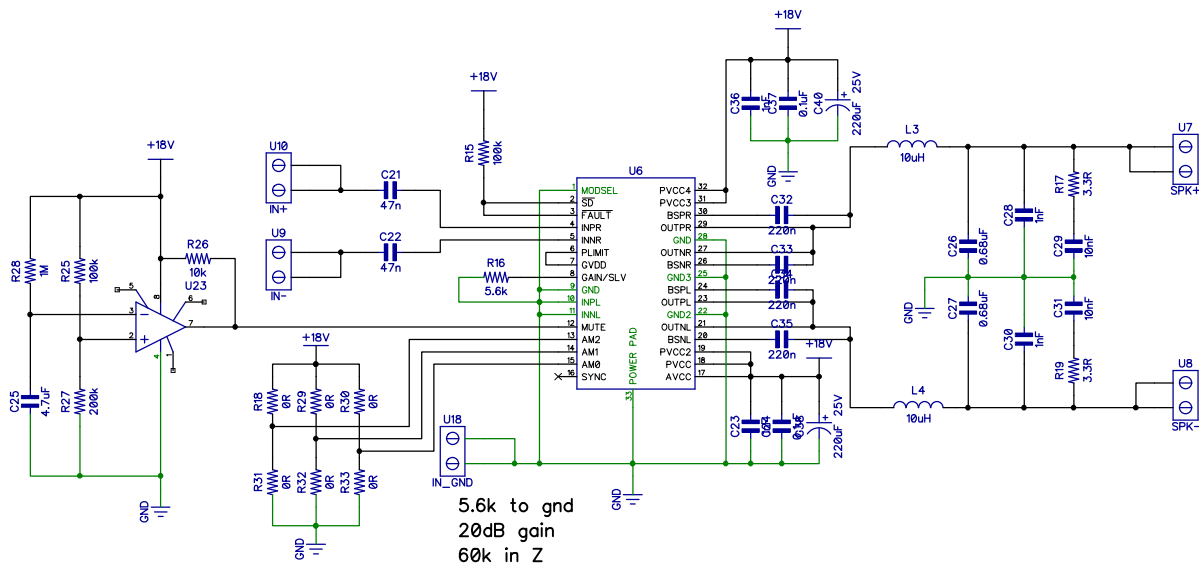 +18V
+18V
+18V
C36
1nF
C37
0.1uF
C40
25V
220uF
GND
R15
100k
U10
IN+
C21
47n
U9
IN-
C22
47n
R16
5.6k
U6
1 MODSEL PVCC4 32
2 SD PVCC3 31
3 FAULT BSPR 30
4 INPR OUTPR 29
5 INNR GND 28
6 PLIMIT OUTNR 27
7 GVDD BSNR 26
8 GAIN/SLV GND3 25
9 GND BSPL 24
10 INPL OUTPL 23
11 INNL GND2 22
12 MUTE OUTNL 21
13 AM2 BSNL 20
14 AM1 PVCC2 19
15 AM0 PVCC 18
16 SYNC AVCC 17
POWER PAD
33
C32
220n
C33
220n
220n
C35
220n
+18V
L3
10uH
L4
10uH
U7
SPK+
U8
SPK-
R17
3.3R
C28
1nF
C26
0.68uF
C29
10nF
GND
C27
0.68uF
C30
1nF
C31
10nF
R19
3.3R
R28
1M
R25
100k
R26
10k
U23
5
8
6
3
2
7
4
1
C25
4.7uF
R27
200k
GND
+18V
R18
0R
R29
0R
R30
0R
R31
0R
R32
0R
R33
0R
GND
U18
IN_GND
C23
25V
220uF
GND
5.6k to gnd
20dB gain
60k in Z